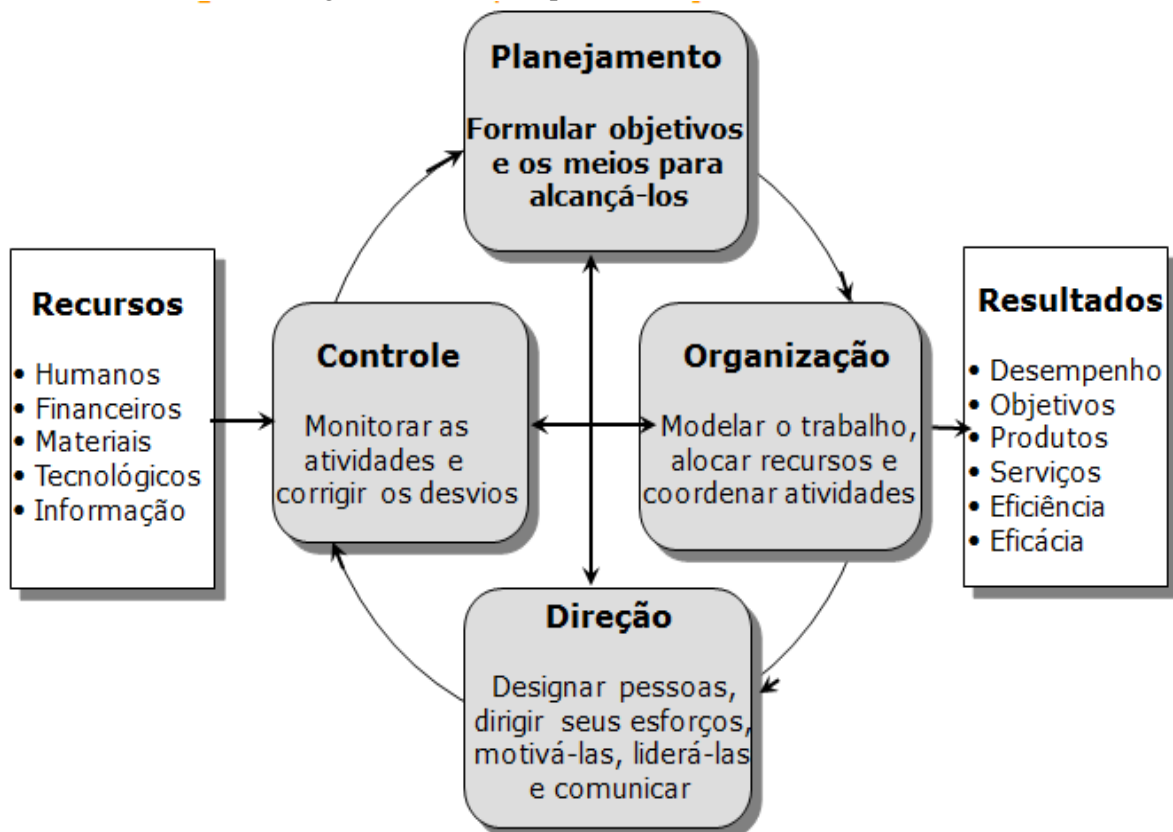 Planejamento
Formular objetivos
e os meios para
alcançá-los
Recursos
• Humanos
• Financeiros
• Materiais
• Tecnológicos
• Informação
Controle
Monitorar as
atividades e
corrigir os desvios
Organização
Modelar o trabalho,
alocar recursos e
coordenar atividades
Resultados
• Desempenho
• Objetivos
• Produtos
• Serviços
• Eficiência
• Eficácia
Direção
Designar pessoas,
dirigir seus esforços,
motivá-las, liderá-las
e comunicar